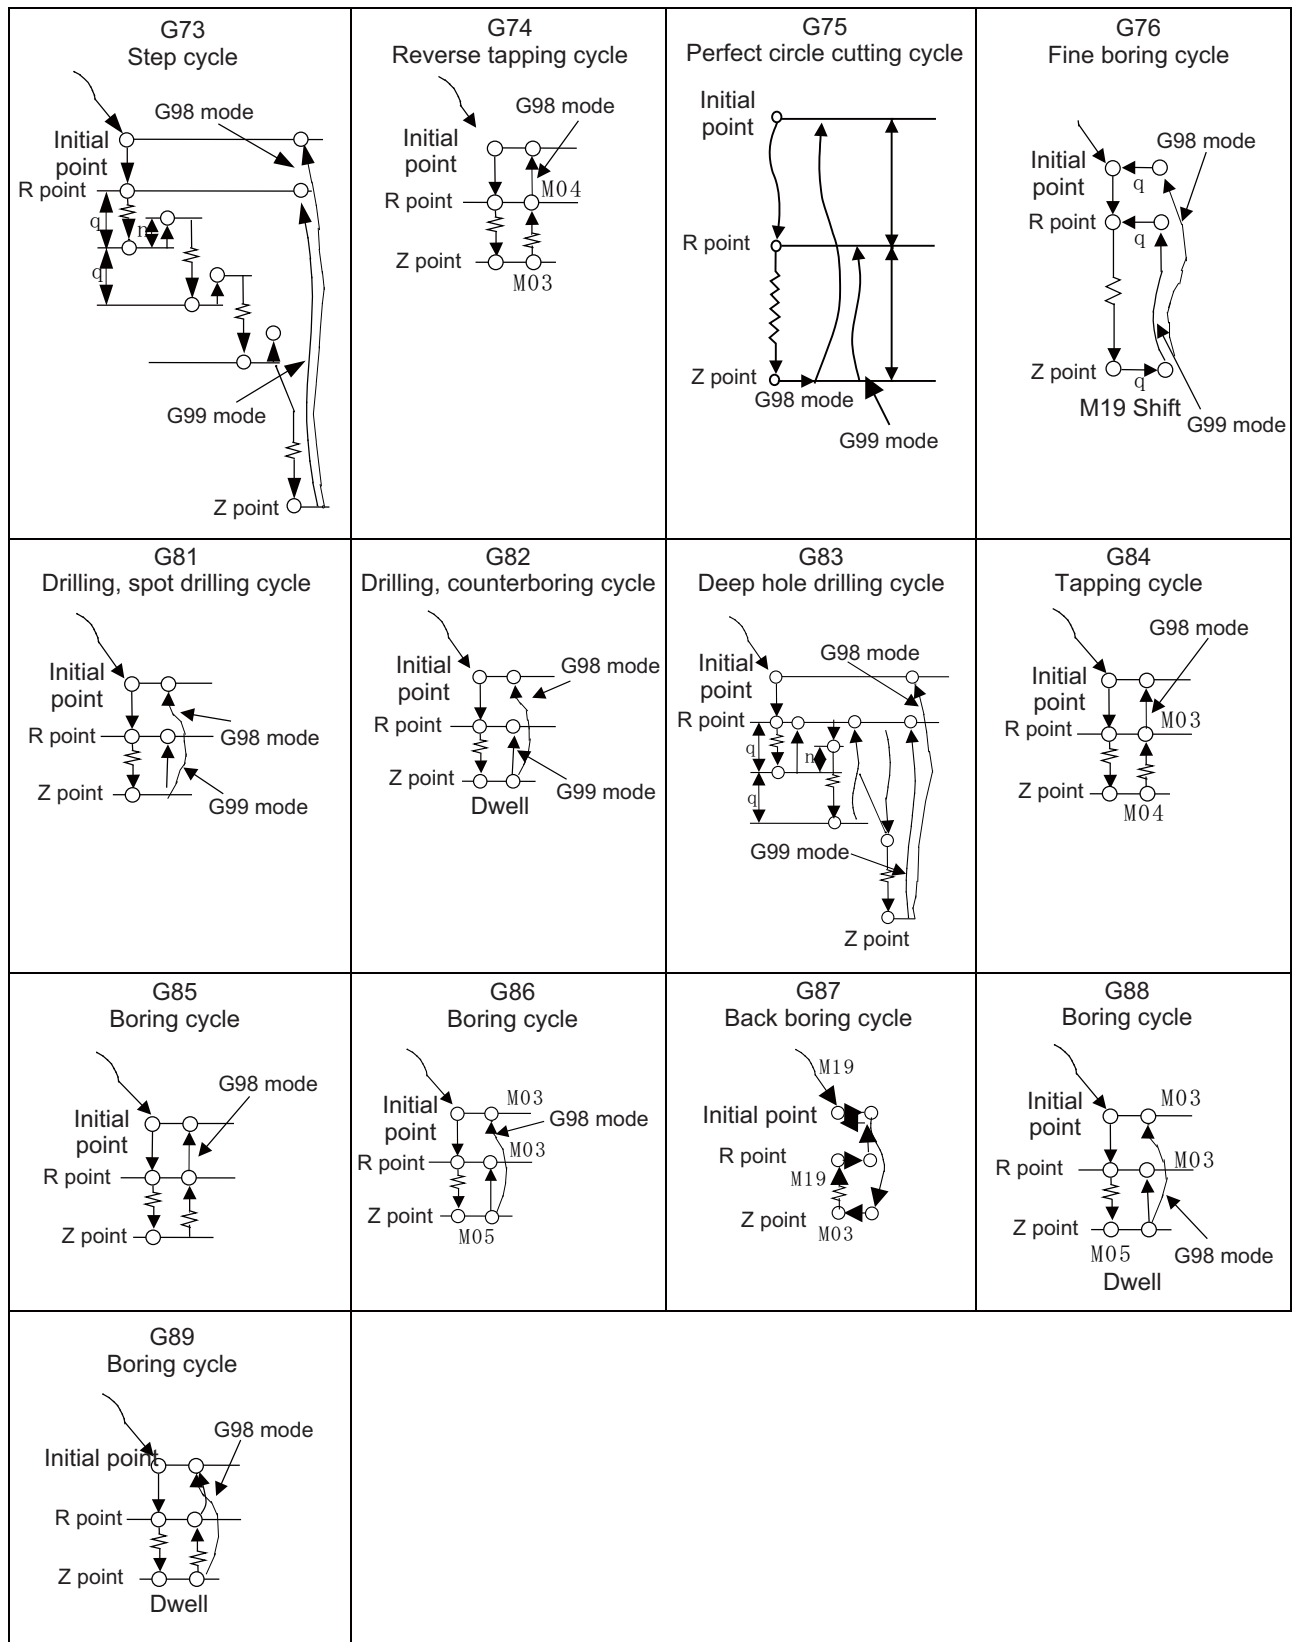 G73
Step cycle
G98 mode
Initial
point
R point
q
n
q
G99 mode
Z point
G74
Reverse tapping cycle
G98 mode
M04
R point
Z point
M03
G75
Perfect circle cutting cycle
Initial
point
R point
Z point
G98 mode
G99 mode
G76
Fine boring cycle
G98 mode
Initial
point
q
R point
q
Z point
q
M19 Shift
G99 mode
G81
Drilling, spot drilling cycle
Initial
point
R point
G98 mode
Z point
G99 mode
G82
Drilling, counterboring cycle
Initial
point
G98 mode
R point
Z point
G99 mode
Dwell
G83
Deep hole drilling cycle
G98 mode
Initial
point
R point
q
n
q
G99 mode
Z point
G84
Tapping cycle
G98 mode
Initial
point
M03
R point
Z point
M04
G85
Boring cycle
G98 mode
Initial
point
R point
Z point
G86
Boring cycle
M03
Initial
point
G98 mode
M03
R point
Z point
M05
G87
Back boring cycle
M19
Initial point
R point
M19
Z point
M03
G88
Boring cycle
M03
Initial
point
M03
R point
Z point
M05
G98 mode
Dwell
G89
Boring cycle
G98 mode
Initial point
R point
Z point
Dwell